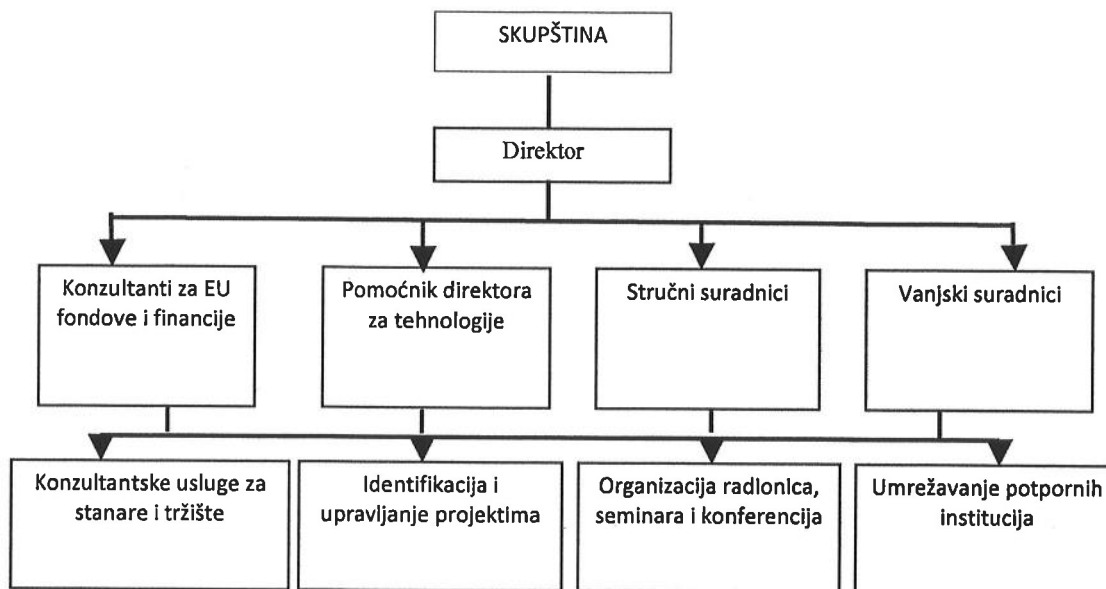 SKUPŠTINA
Direktor
Konzultanti za EU
fondove i financije
Pomoćnik direktora
za tehnologije
Stručni suradnici
Vanjski suradnici
Konzultantske usluge za
stanare i tržište
Identifikacija i
upravljanje projektima
Organizacija radionica,
seminara i konferencija
Umrežavanje potpornih
institucija